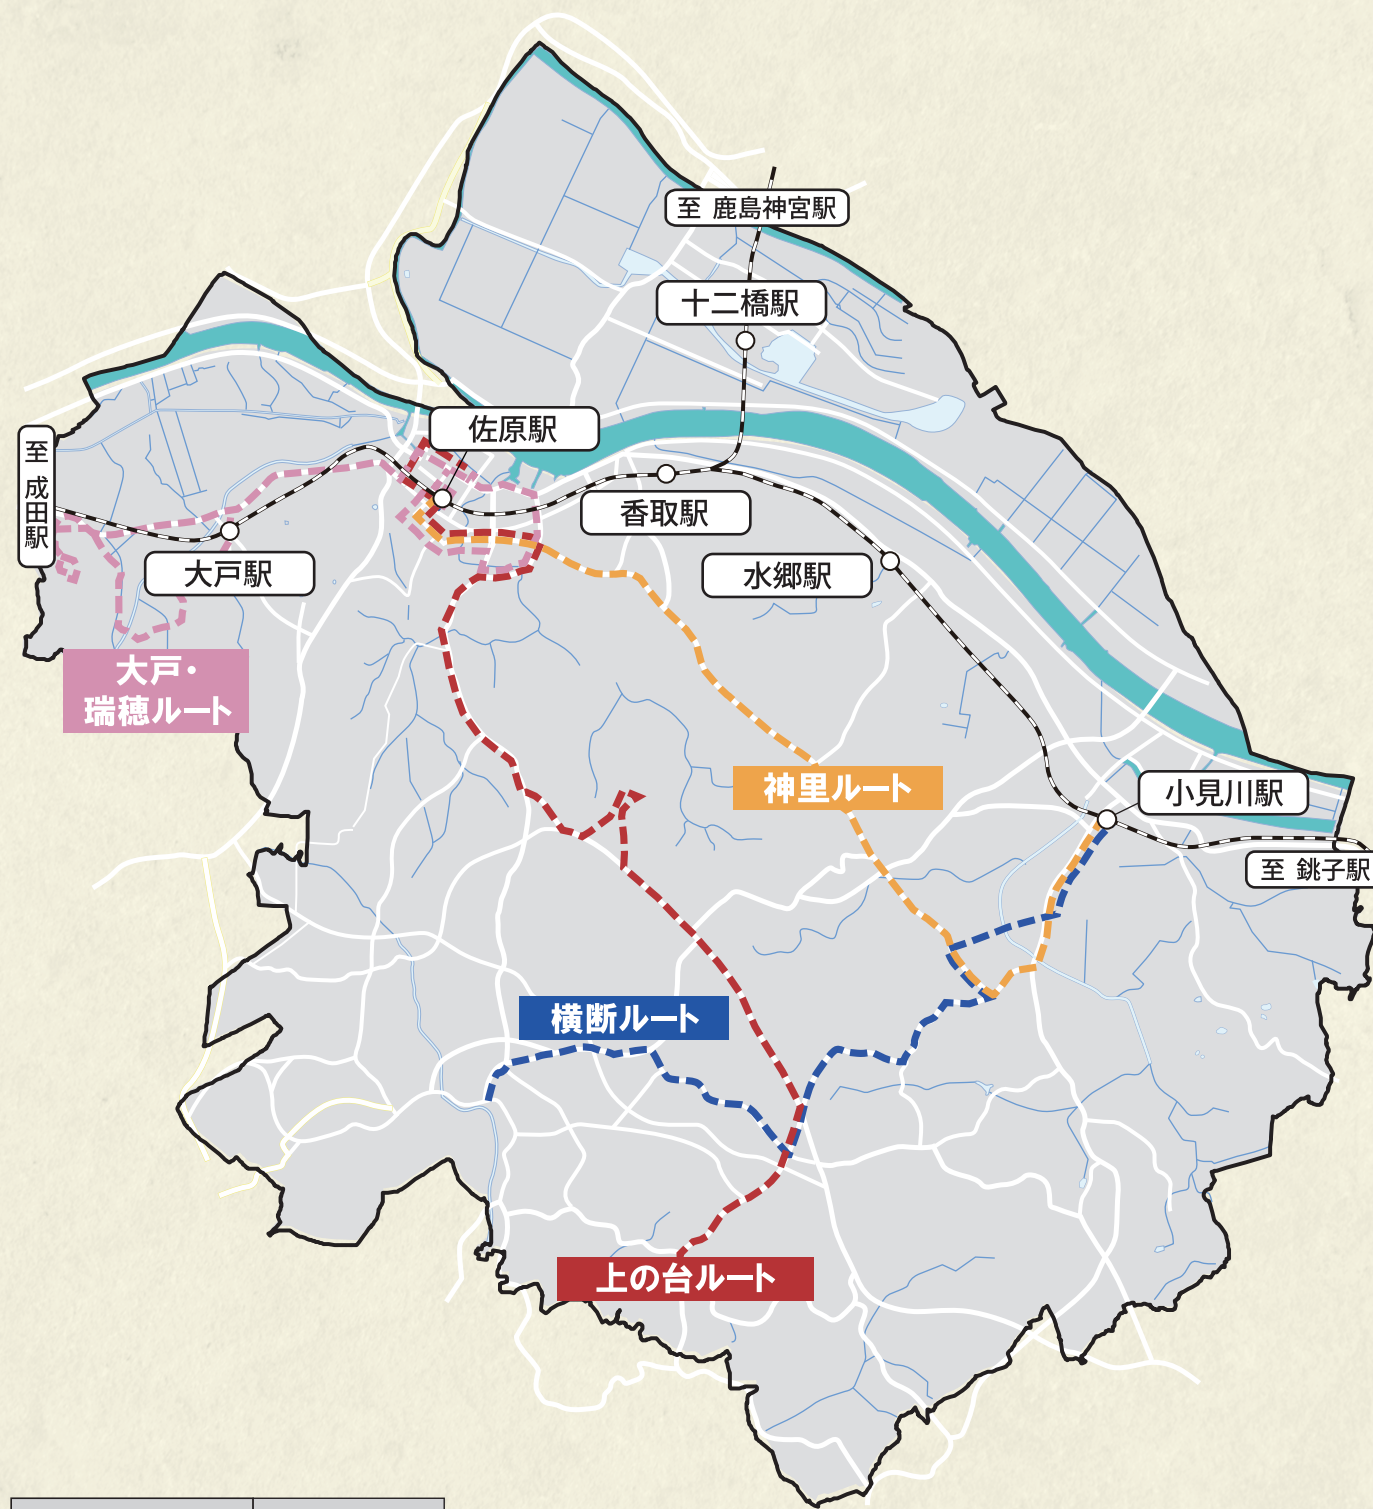 至 鹿島神宮駅
十二橋駅
佐原駅
至 成田駅
香取駅
大戸駅
水郷駅
大戸・
瑞穂ルート
神里ルート
小見川駅
至 銚子駅
横断ルート
上の台ルート